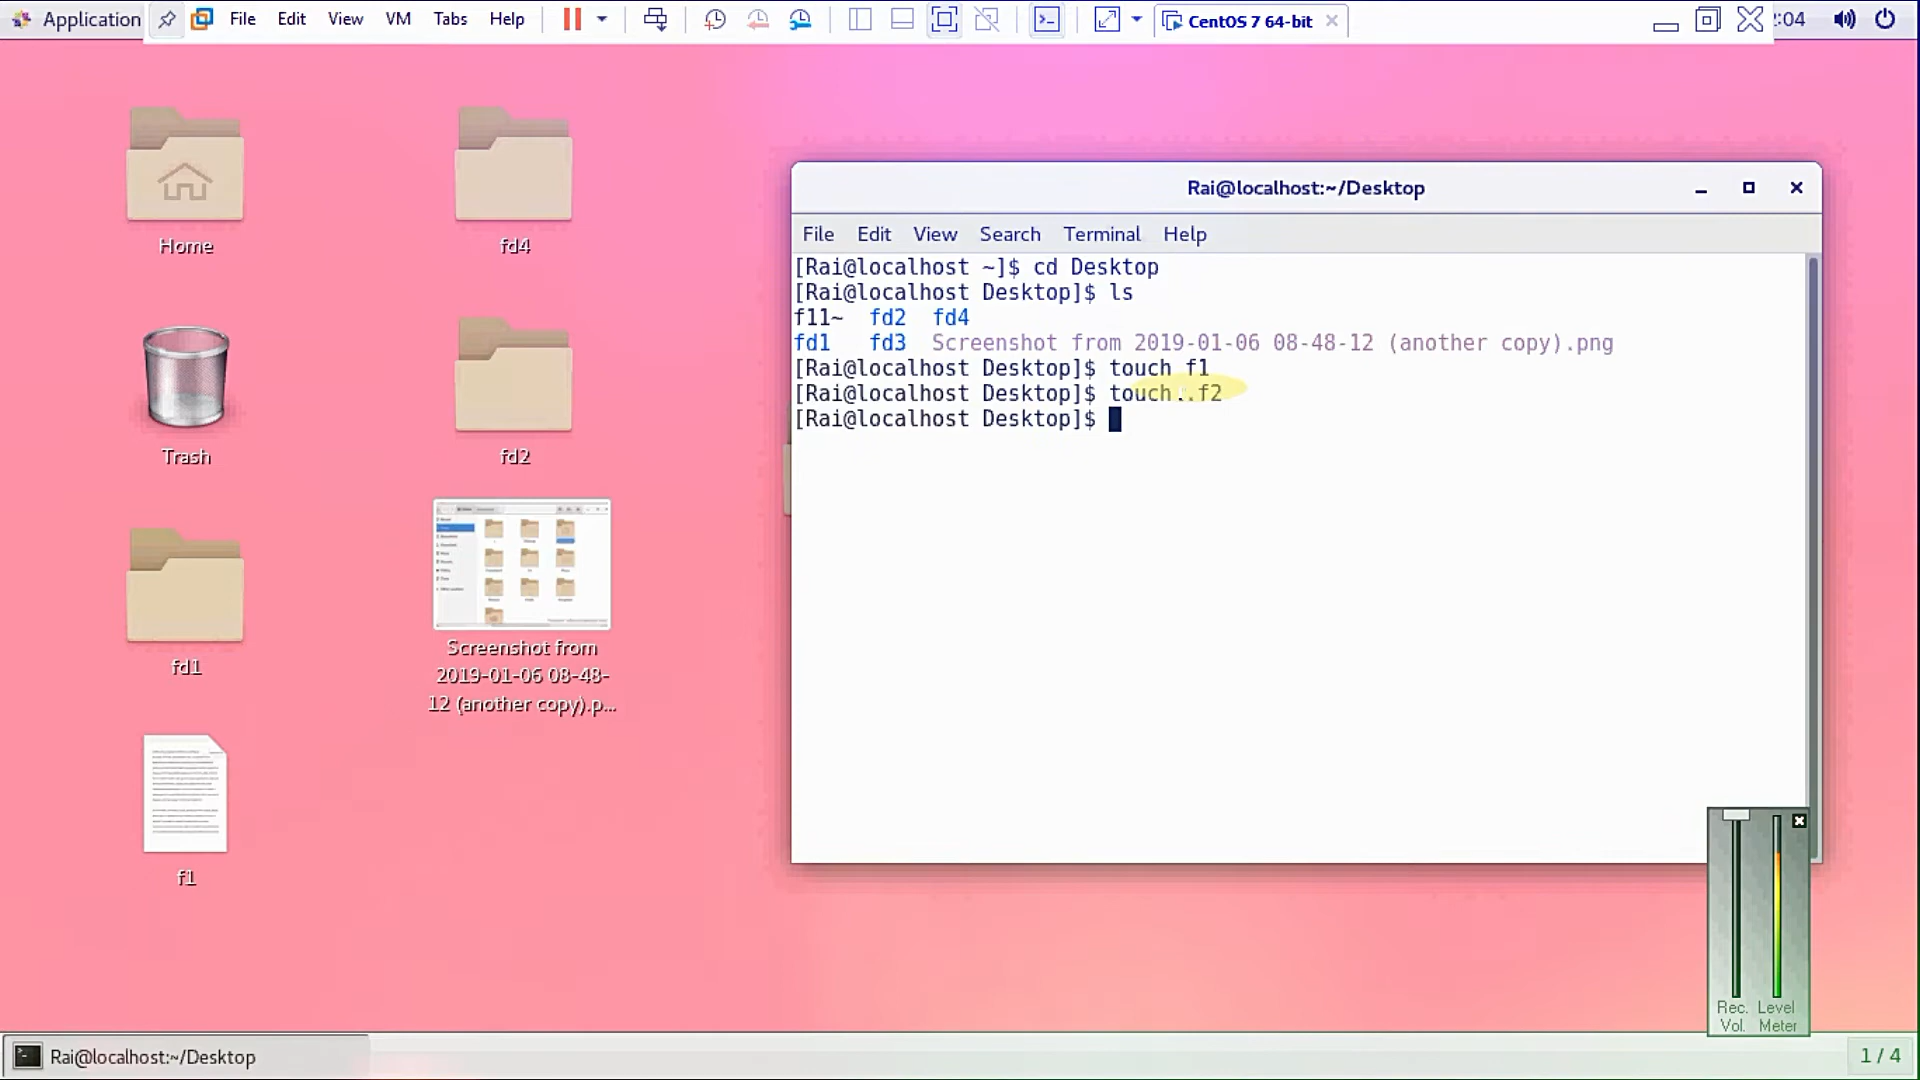 Application File Edit View VM Tabs Help CentOS 7 64-bit :04
Home
fd4
Trash
fd2
fd1
Screenshot from
2019-01-06 08-48-
12 (another copy).p...
f1
Rai@localhost:~/Desktop
File Edit View Search Terminal Help
[Rai@localhost ~]$ cd Desktop
[Rai@localhost Desktop]$ ls
f11~ fd2 fd4
fd1 fd3 Screenshot from 2019-01-06 08-48-12 (another copy).png
[Rai@localhost Desktop]$ touch f1
[Rai@localhost Desktop]$ touch .f2
[Rai@localhost Desktop]$
Rec. Level
Vol. Meter
Rai@localhost:~/Desktop
1 / 4